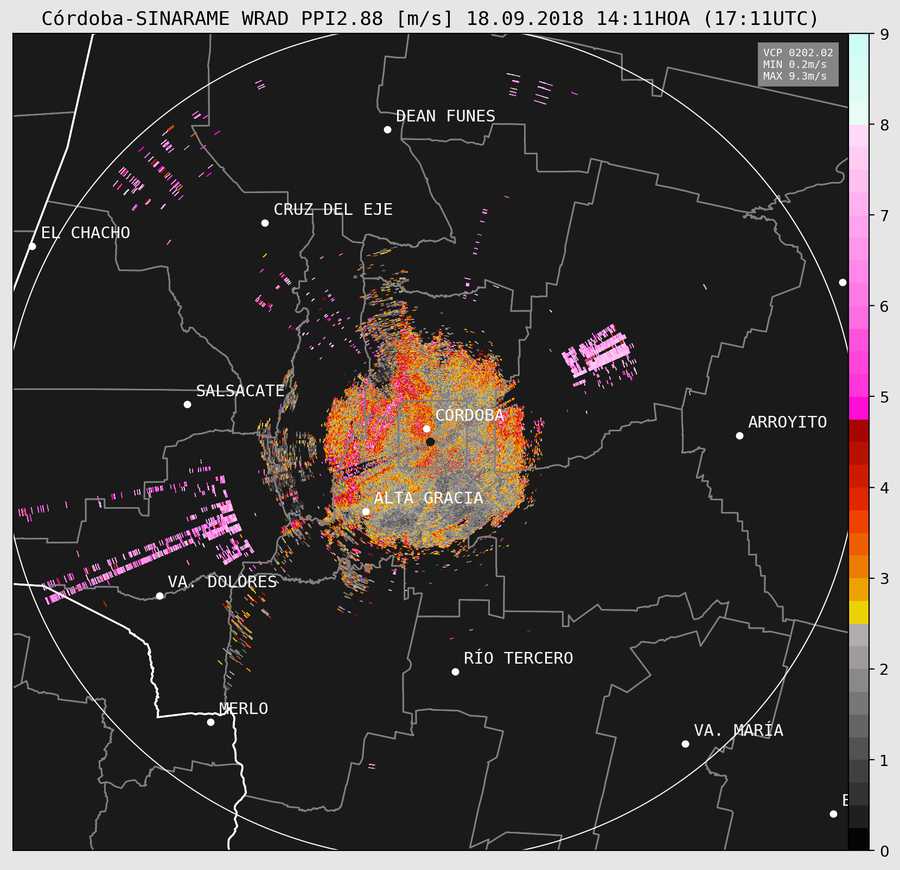 Córdoba-SINARAME WRAD PPI2.88 [m/s] 18.09.2018 14:11HOA (17:11UTC)
VCP 0202.02
MIN 0.2m/s
MAX 9.3m/s
9
8
7
6
5
4
3
2
1
0
DEAN FUNES
CRUZ DEL EJE
EL CHACHO
SALSACATE
CÓRDOBA
ARROYITO
ALTA GRACIA
VA. DOLORES
RÍO TERCERO
MERLO
VA. MARÍA